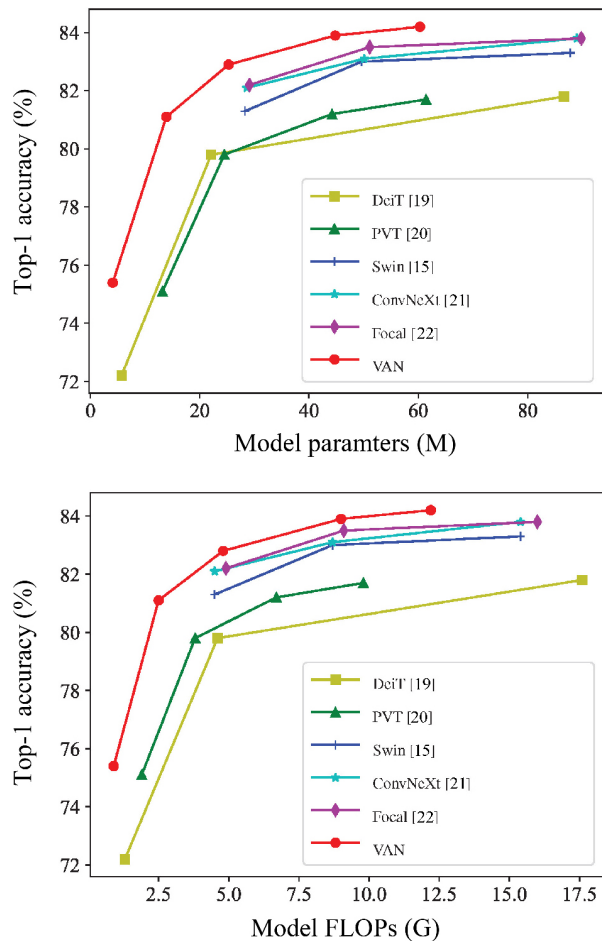 84
82
80
78
76
74
72
Top-1 accuracy (%)
DeiT [19]
PVT [20]
Swin [15]
ConvNeXt [21]
Focal [22]
VAN
0 20 40 60 80
Model paramters (M)
84
82
80
78
76
74
72
Top-1 accuracy (%)
DeiT [19]
PVT [20]
Swin [15]
ConvNeXt [21]
Focal [22]
VAN
2.5 5.0 7.5 10.0 12.5 15.0 17.5
Model FLOPs (G)